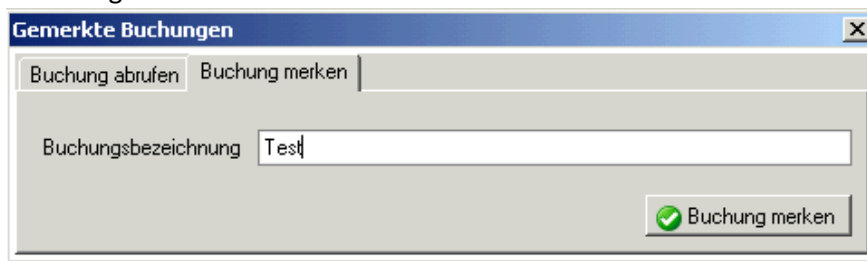 Gemerkte Buchungen
Buchung abrufen Buchung merken
Buchungsbezeichnung Test
Buchung merken